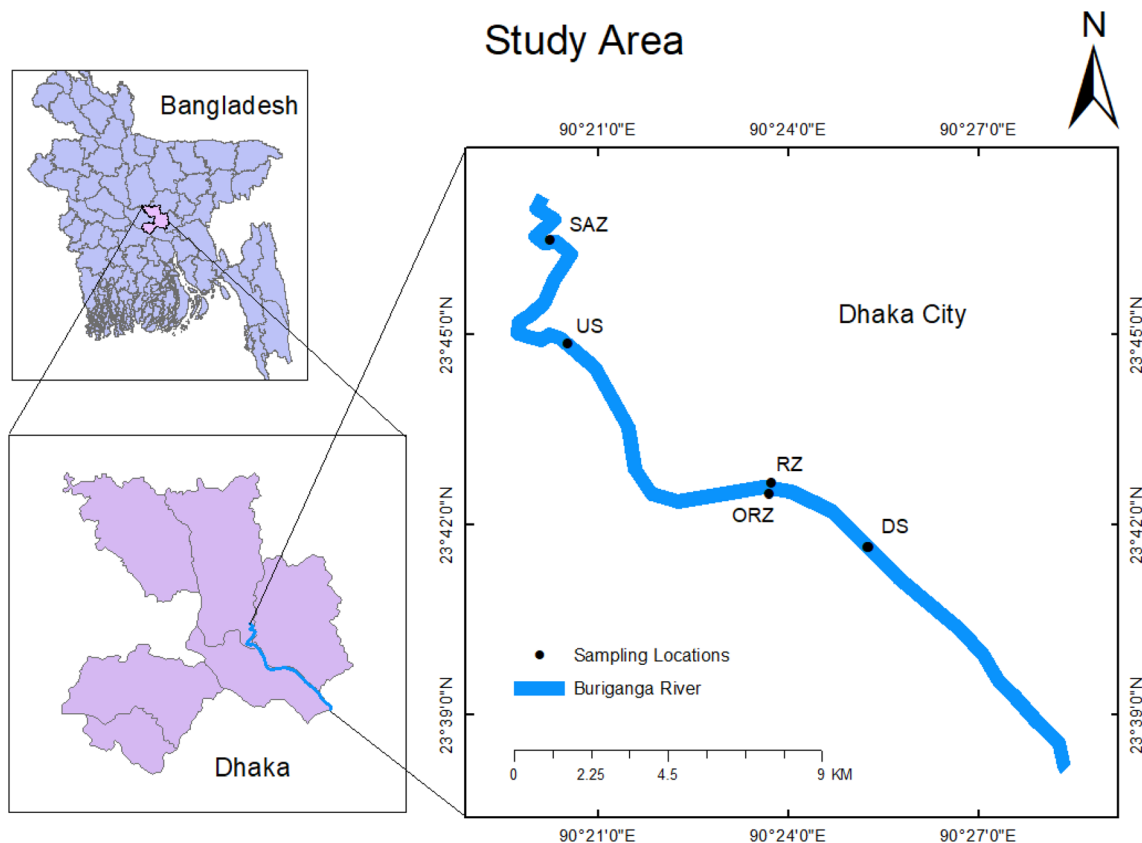 Study Area
N
Bangladesh
Dhaka
90°21'0"E
90°24'0"E
90°27'0"E
23°45'0"N
23°42'0"N
23°39'0"N
SAZ
US
Dhaka City
RZ
ORZ
DS
Sampling Locations
Buriganga River
0 2.25 4.5 9 KM
23°45'0"N
23°42'0"N
23°39'0"N
90°21'0"E
90°24'0"E
90°27'0"E